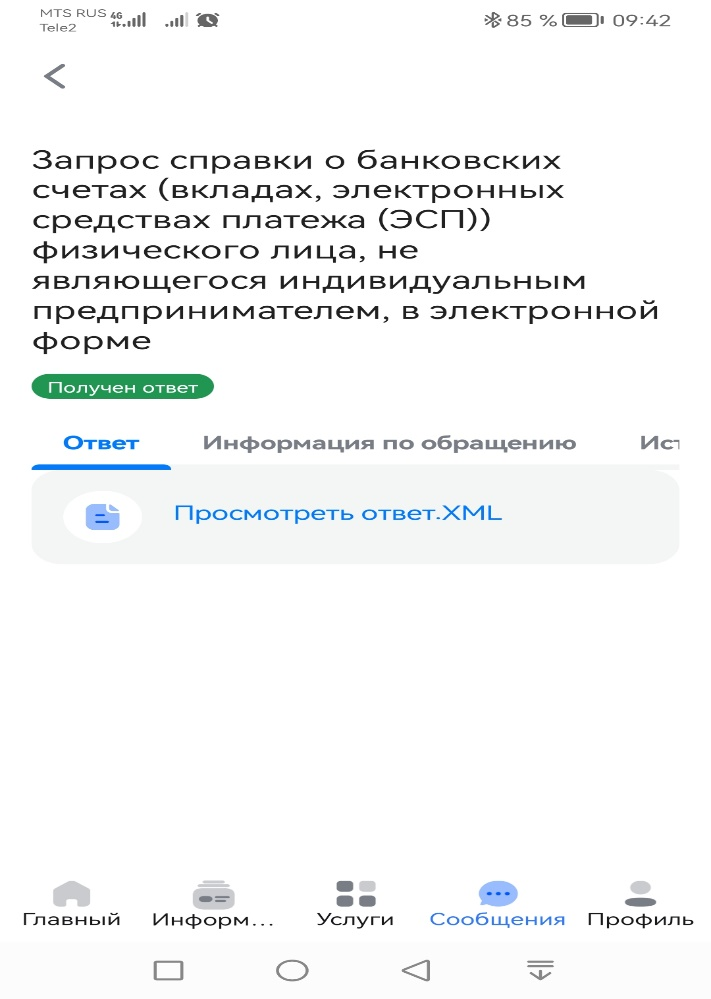 MTS RUS 4G 85 % 09:42
Tele2
Запрос справки о банковских
счетах (вкладах, электронных
средствах платежа (ЭСП))
физического лица, не
являющегося индивидуальным
предпринимателем, в электронной
форме
Получен ответ
Ответ Информация по обращению Ист
Просмотреть ответ.XML
Главный Информ... Услуги Сообщения Профиль